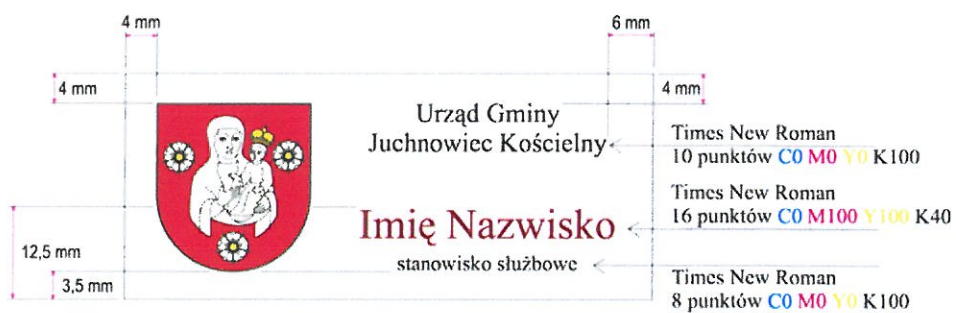 4 mm
6 mm
4 mm
4 mm
Urząd Gminy
Juchnowiec Kościelny
Times New Roman
10 punktów C0 M0 Y0 K100
Imię Nazwisko
Times New Roman
16 punktów C0 M100 Y100 K40
12,5 mm
stanowisko służbowe
3,5 mm
Times New Roman
8 punktów C0 M0 Y0 K100